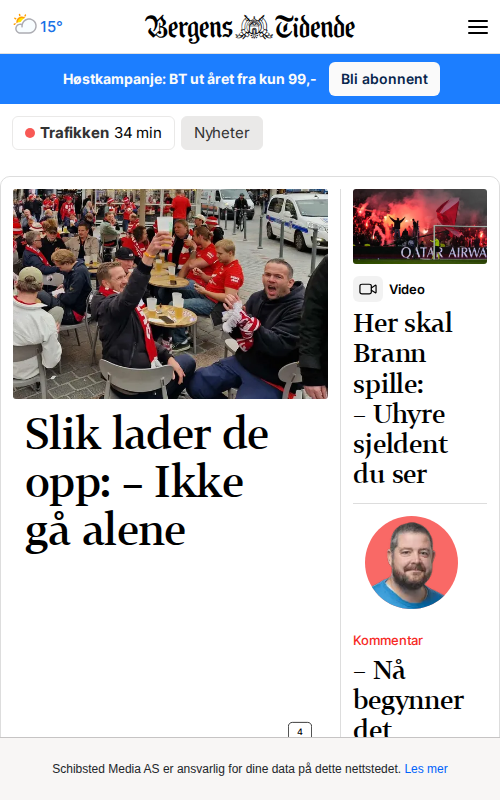 15°
Bergens Tidende
Høstkampanje: BT ut året fra kun 99,-
Bli abonnent
Trafikken 34 min
Nyheter
Slik lader de
opp: – Ikke
gå alene
4
QATAR AIRWA
Video
Her skal
Brann
spille:
– Uhyre
sjeldent
du ser
Kommentar
– Nå
begynner
det
Schibsted Media AS er ansvarlig for dine data på dette nettstedet. Les mer